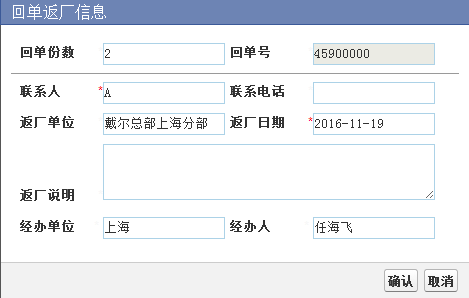 回单返厂信息
回单份数 2 回单号 45900000
联系人 *A 联系电话
返厂单位 戴尔总部上海分部 返厂日期 *2016-11-19
返厂说明
经办单位 上海 经办人 任海飞
确认 取消